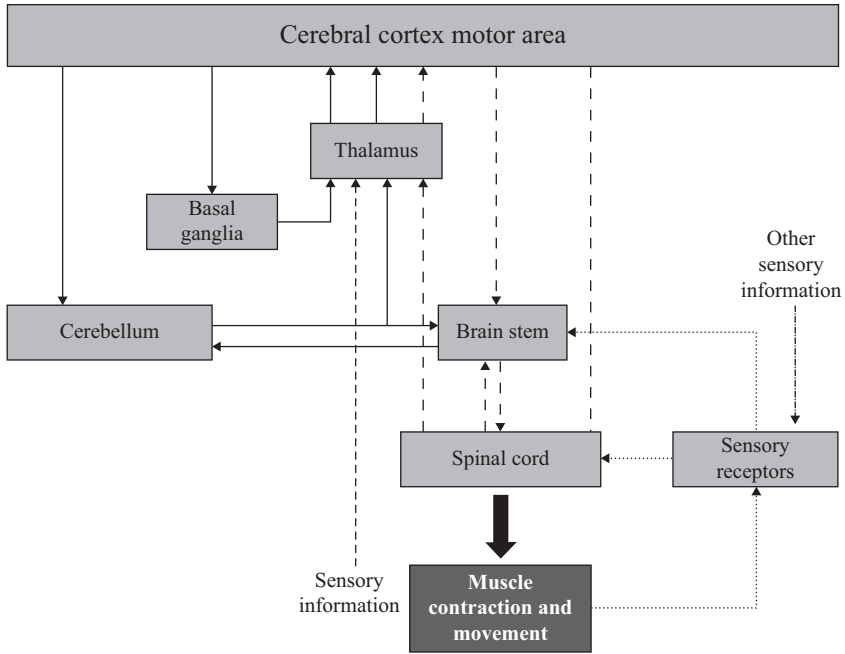 Cerebral cortex motor area
Thalamus
Basal
ganglia
Other
sensory
information
Cerebellum
Brain stem
Spinal cord
Sensory
receptors
Sensory
information
Muscle
contraction and
movement